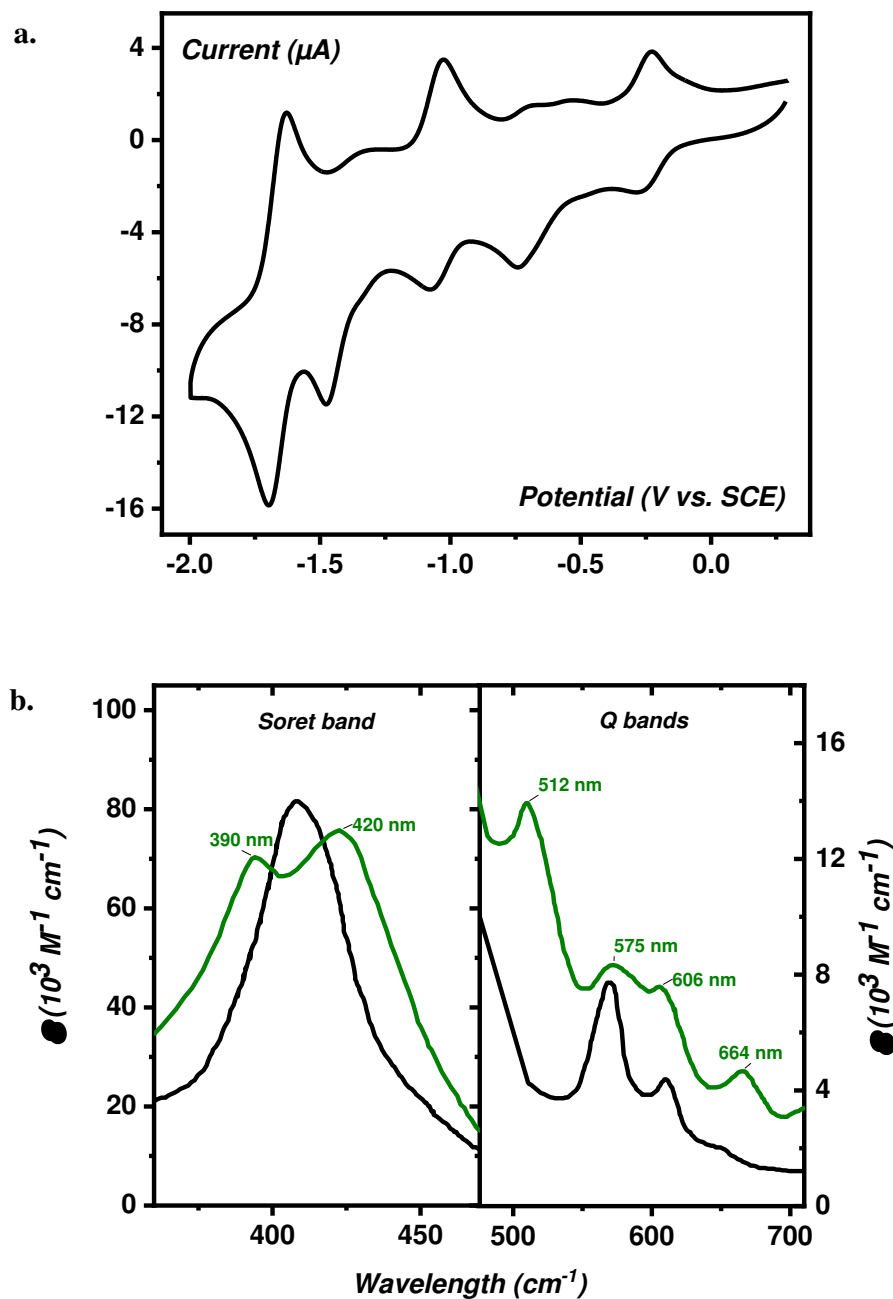 a.
Current (µA)
4
0
-4
-8
-12
-16
Potential (V vs. SCE)
-2.0 -1.5 -1.0 -0.5 0.0
b.
Soret band
Q bands
100
80
60
40
20
0
16
12
8
4
0
390 nm
420 nm
512 nm
575 nm
606 nm
664 nm
(10³ M⁻¹ cm⁻¹)
(10³ M⁻¹ cm⁻¹)
400 450 500 600 700
Wavelength (cm⁻¹)